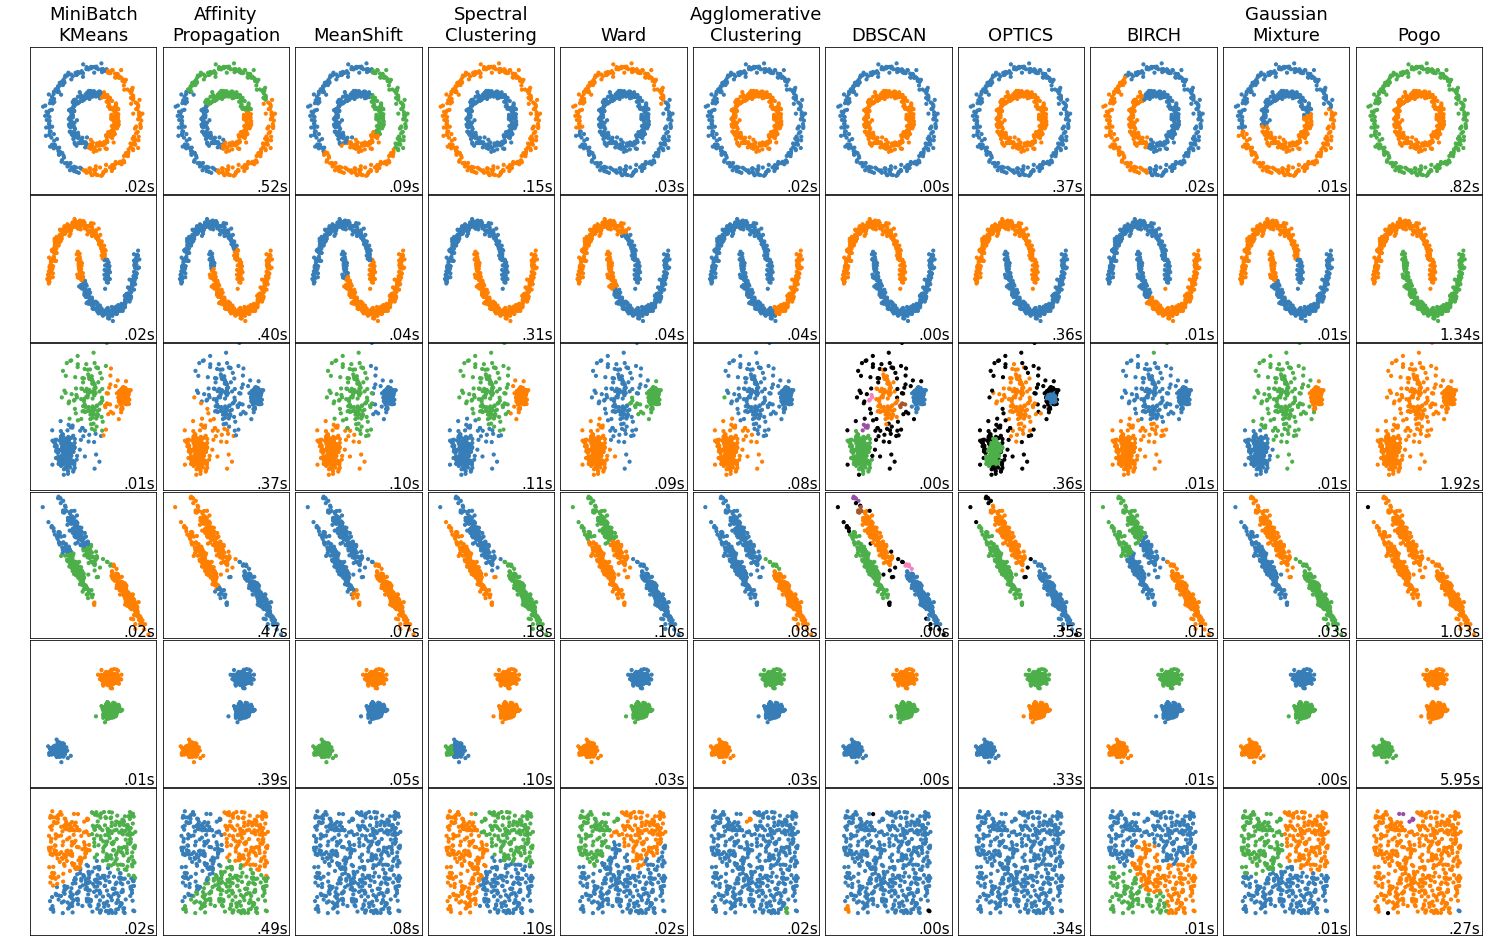 MiniBatch
KMeans
Affinity
Propagation
MeanShift
Spectral
Clustering
Ward
Agglomerative
Clustering
DBSCAN
OPTICS
BIRCH
Gaussian
Mixture
Pogo
.02s .52s .09s .15s .03s .02s .00s .37s .02s .01s .82s
.02s .40s .04s .31s .04s .04s .00s .36s .01s .01s 1.34s
.01s .37s .10s .11s .09s .08s .00s .36s .01s .01s 1.92s
.02s .47s .07s .18s .10s .08s .00s .35s .01s .03s 1.03s
.01s .39s .05s .10s .03s .03s .00s .33s .01s .00s 5.95s
.02s .49s .08s .10s .02s .02s .00s .34s .01s .01s .27s